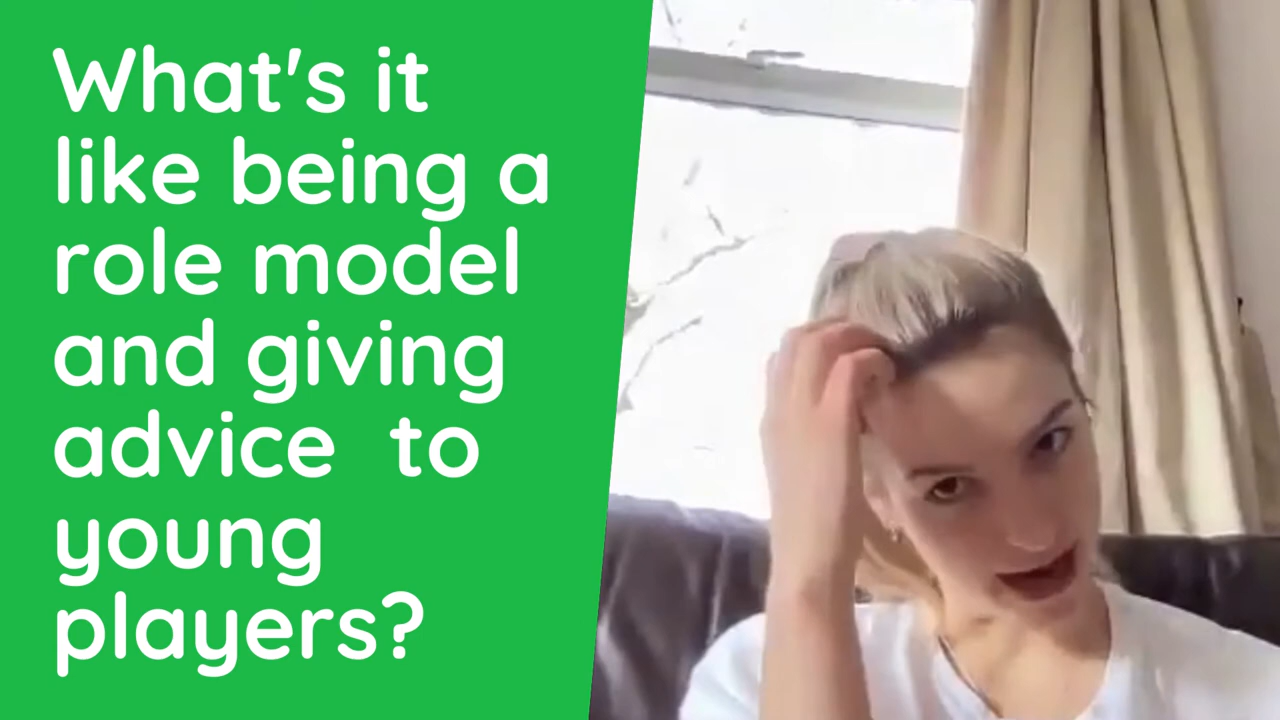 What's it
like being a
role model
and giving
advice  to
young
players?